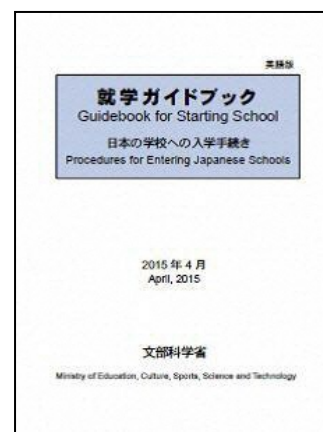 英語版
就学ガイドブック
Guidebook for Starting School
日本の学校への入学手続き
Procedures for Entering Japanese Schools
2015年4月
April, 2015
文部科学省
Ministry of Education, Culture, Sports, Science and Technology